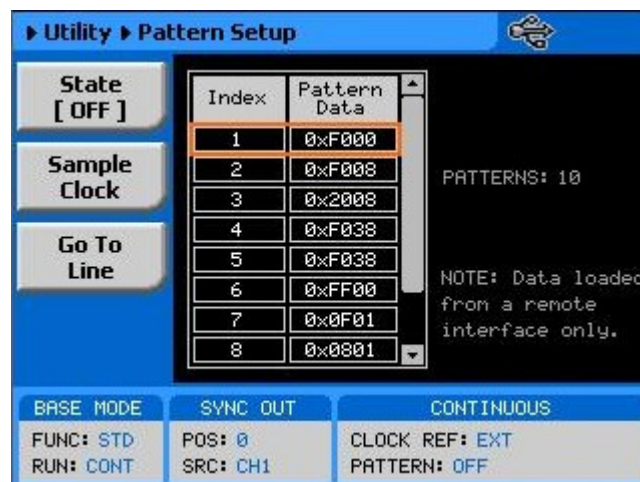 Utility Pattern Setup
State
[ OFF ]
Sample
Clock
Go To
Line
Index Pattern
Data
1 0xF000
2 0xF008
3 0x2008
4 0xF038
5 0xF038
6 0xFF00
7 0x0F01
8 0x0801
PATTERNS: 10
NOTE: Data loaded
from a remote
interface only.
BASE MODE
FUNC: STD
RUN: CONT
SYNC OUT
POS: 0
SRC: CH1
CONTINUOUS
CLOCK REF: EXT
PATTERN: OFF